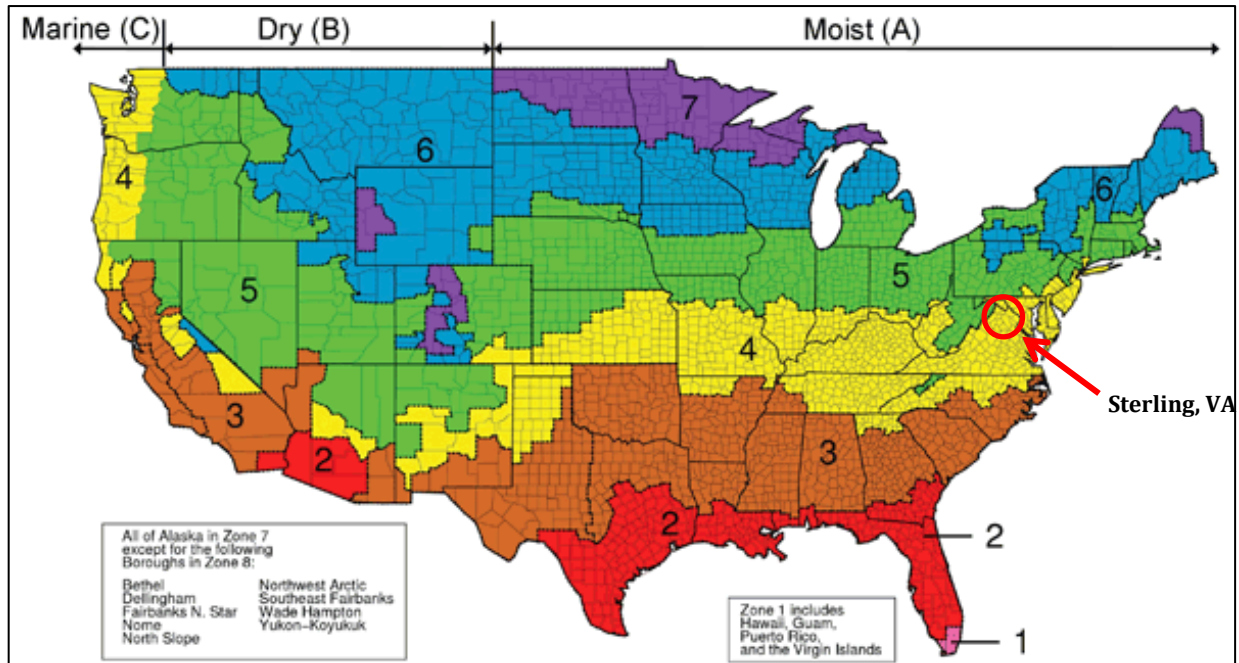 Marine (C)
Dry (B)
Moist (A)
7
6
4
6
5
5
4
Sterling, VA
3
3
2
2
2
1
All of Alaska in Zone 7
except for the following
Boroughs in Zone 8:
Bethel
Dellingham
Fairbanks N. Star
Nome
North Slope
Northwest Arctic
Southeast Fairbanks
Wade Hampton
Yukon-Koyukuk
Zone 1 includes
Hawaii, Guam,
Puerto Rico,
and the Virgin Islands